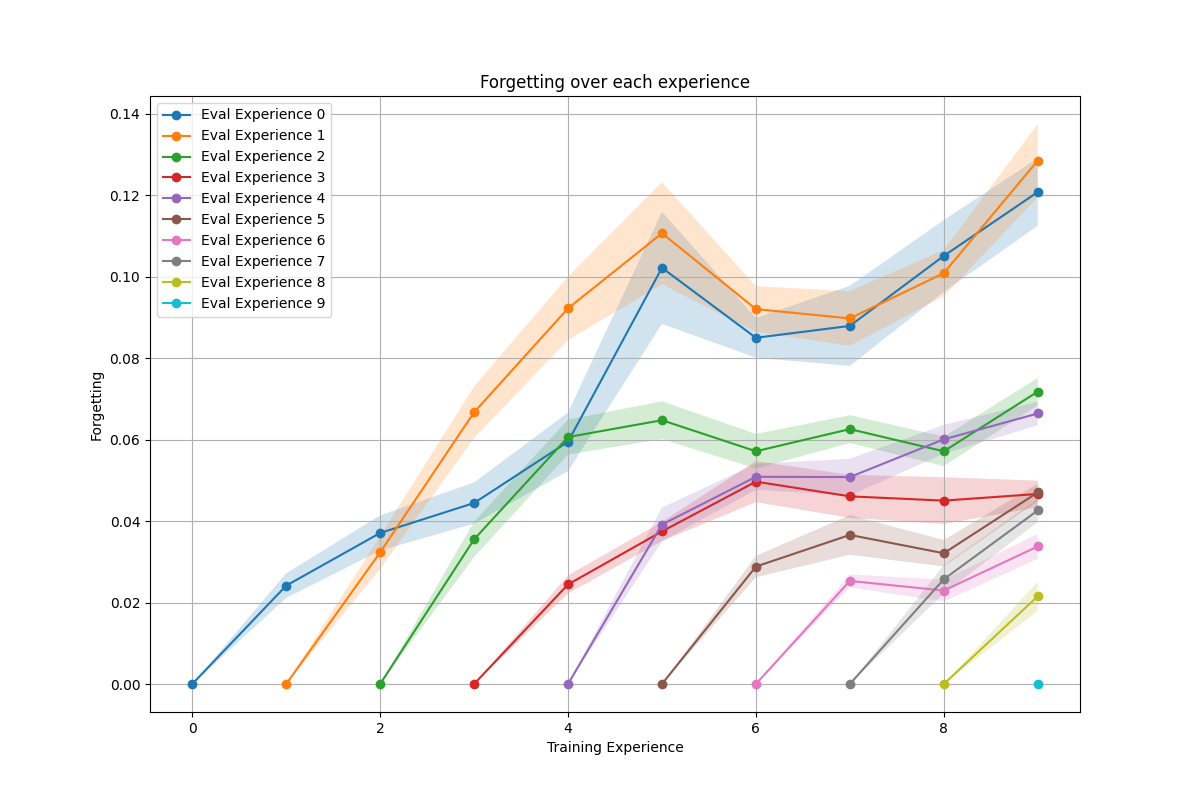 Forgetting over each experience
0.14
0.12
0.10
0.08
0.06
0.04
0.02
0.00
Forgetting
Eval Experience 0
Eval Experience 1
Eval Experience 2
Eval Experience 3
Eval Experience 4
Eval Experience 5
Eval Experience 6
Eval Experience 7
Eval Experience 8
Eval Experience 9
0 2 4 6 8
Training Experience